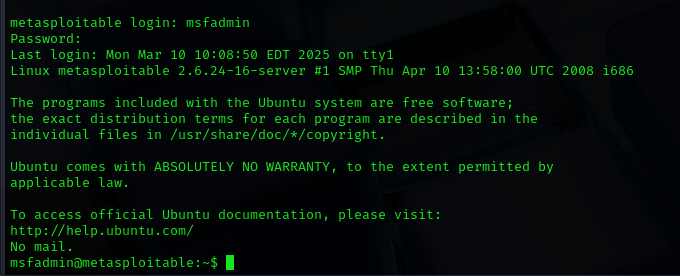 metasploitable login: msfadmin
Password:
Last login: Mon Mar 10 10:08:50 EDT 2025 on tty1
Linux metasploitable 2.6.24-16-server #1 SMP Thu Apr 10 13:58:00 UTC 2008 i686
The programs included with the Ubuntu system are free software;
the exact distribution terms for each program are described in the
individual files in /usr/share/doc/*/copyright.
Ubuntu comes with ABSOLUTELY NO WARRANTY, to the extent permitted by
applicable law.
To access official Ubuntu documentation, please visit:
http://help.ubuntu.com/
No mail.
msfadmin@metasploitable:~$